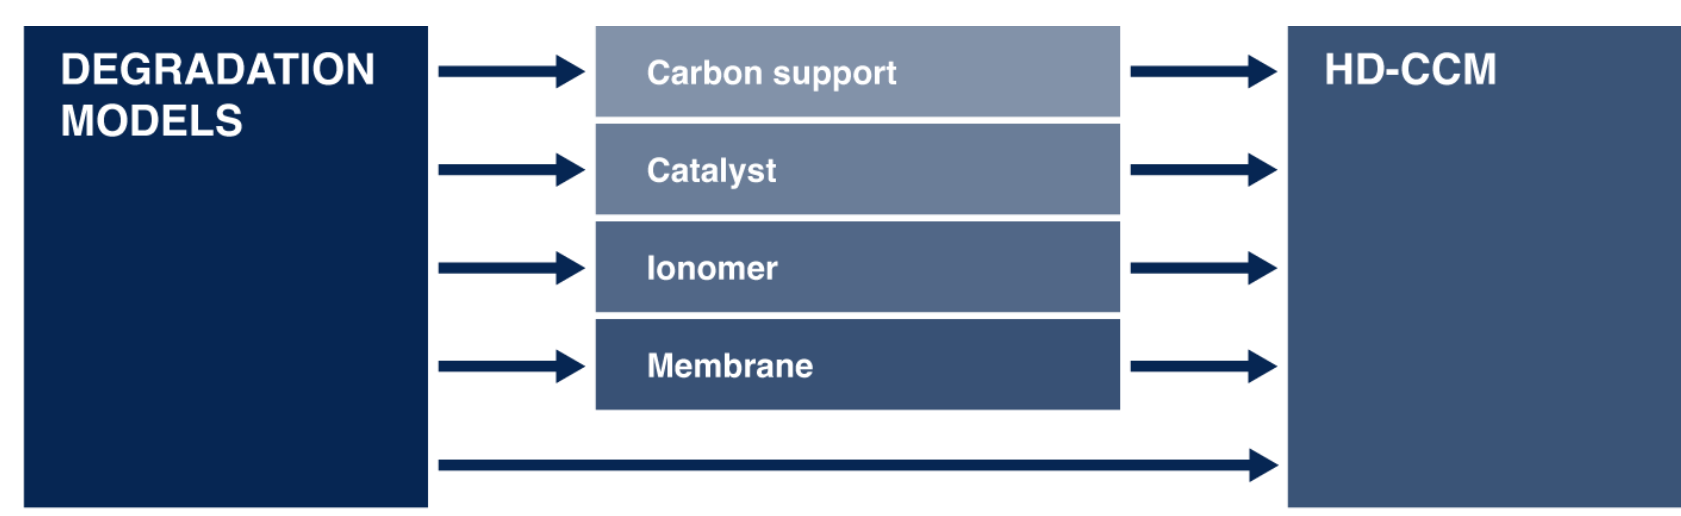 DEGRADATION
MODELS
Carbon support
Catalyst
Ionomer
Membrane
HD-CCM